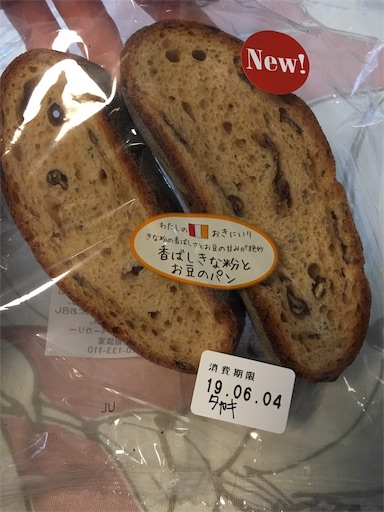 New!
わたしの おきにいり
きな粉の香ばしさとお豆の甘みが絶妙
香ばしきな粉と
お豆のパン
消費期限
19.06.04
タカキ